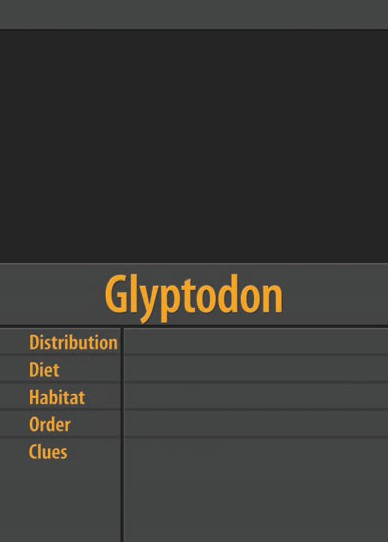 Glyptodon
Distribution
Diet
Habitat
Order
Clues